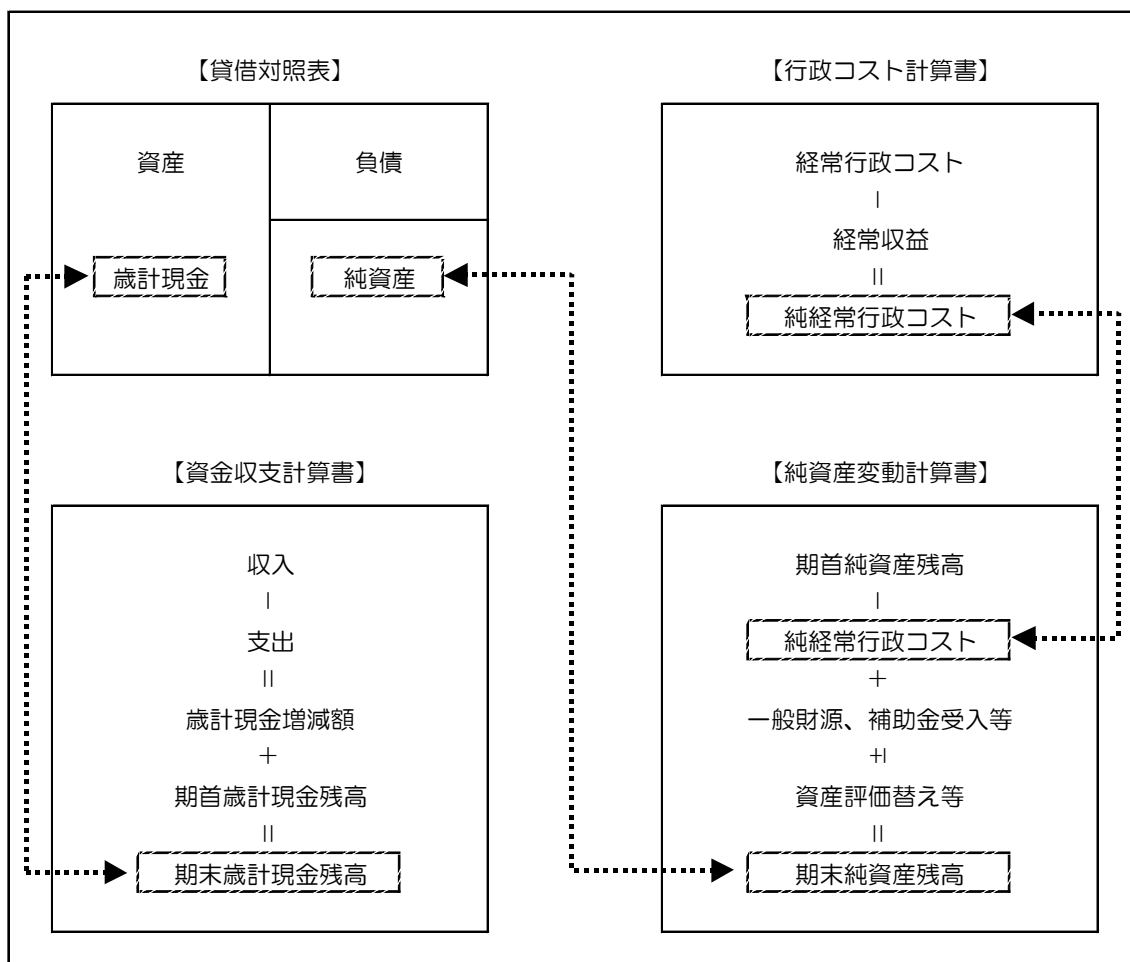 【貸借対照表】
資産
負債
歳計現金
純資産
【行政コスト計算書】
経常行政コスト
－
経常収益
＝
純経常行政コスト
【資金収支計算書】
収入
－
支出
＝
歳計現金増減額
＋
期首歳計現金残高
＝
期末歳計現金残高
【純資産変動計算書】
期首純資産残高
－
純経常行政コスト
＋
一般財源、補助金受入等
±
資産評価替え等
＝
期末純資産残高